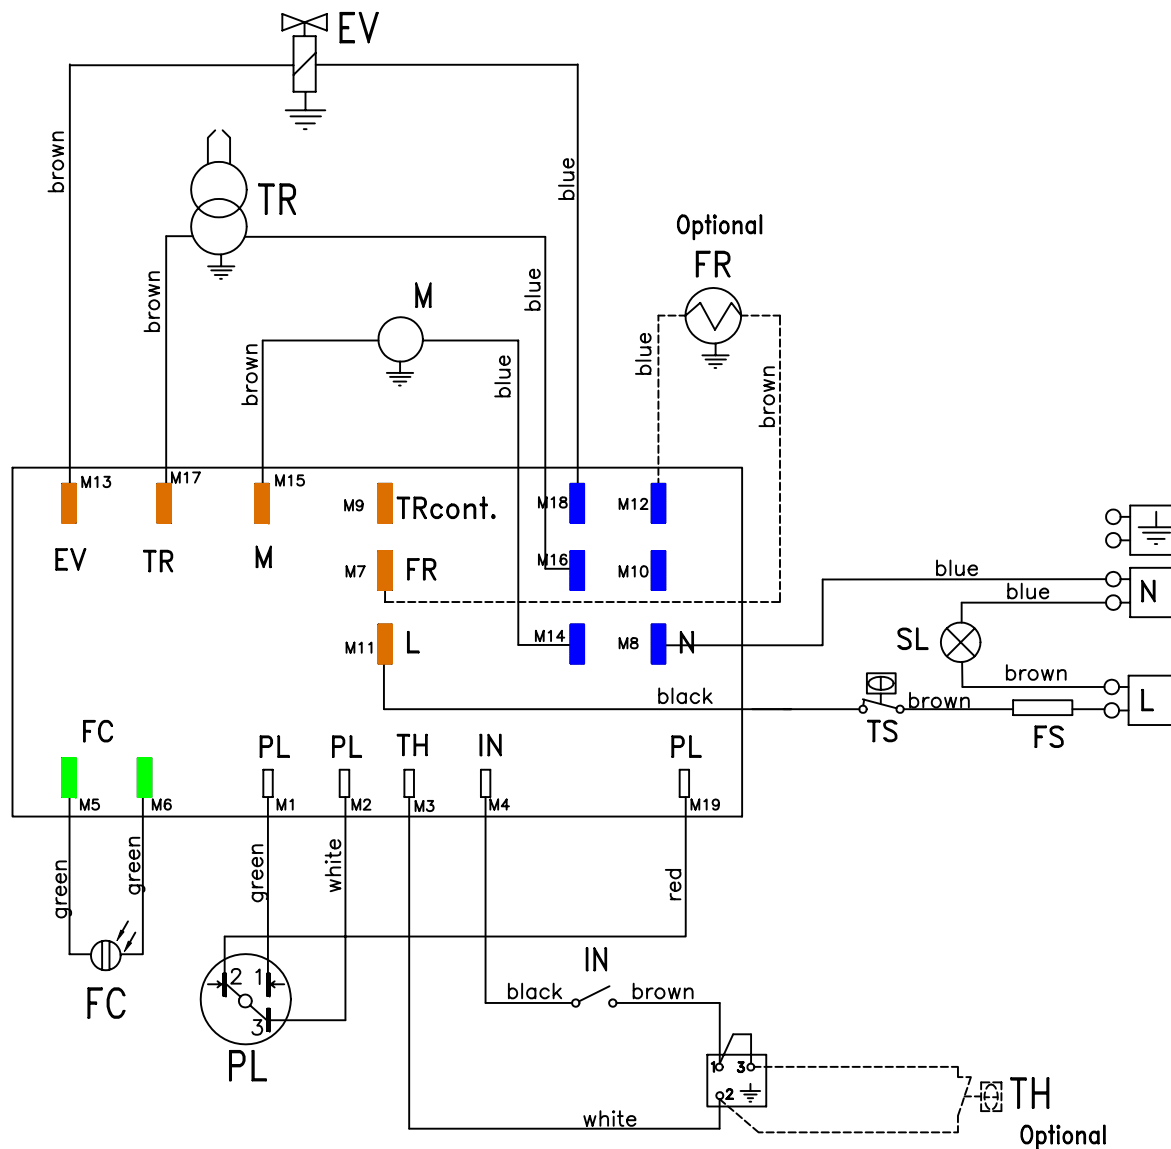 EV
brown
blue
TR
Optional
FR
brown
blue
M
brown
blue
blue
brown
M13
M17
M15
M9
TRcont.
M18
M12
EV
TR
M
M7
FR
M16
M10
blue
N
blue
M11
L
M14
M8
N
SL
brown
black
brown
L
TS
FS
FC
PL
PL
TH
IN
PL
M5
M6
M1
M2
M3
M4
M19
green
green
green
white
red
IN
2
1
black
brown
FC
3
PL
1
3
2
TH
white
Optional